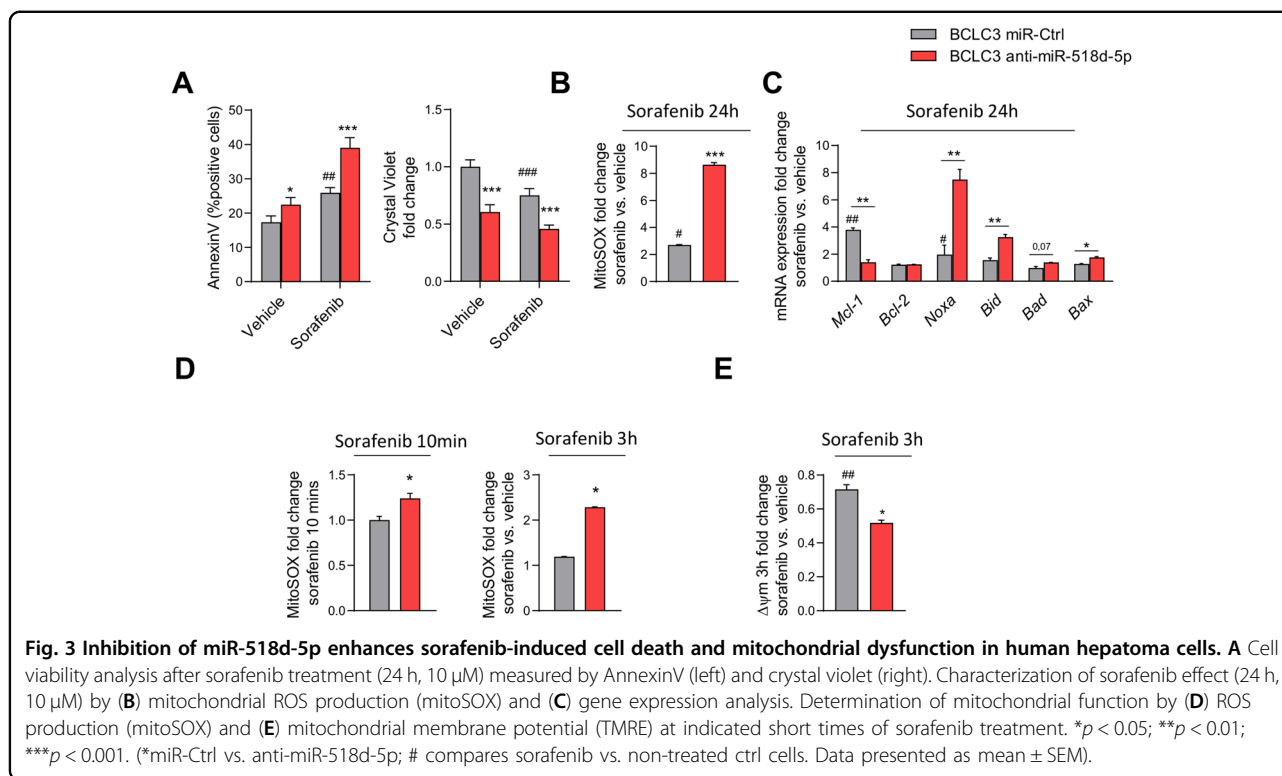 BCLC3 miR-Ctrl
BCLC3 anti-miR-518d-5p
A
AnnexinV (%positive cells)
50
40
30
20
10
0
*
##
***
Vehicle
Sorafenib
Crystal Violet
fold change
1.5
1.0
0.5
0.0
***
###
***
Vehicle
Sorafenib
B
Sorafenib 24h
MitoSOX fold change
sorafenib vs. vehicle
10
8
6
4
2
0
#
***
C
Sorafenib 24h
mRNA expression fold change
sorafenib vs. vehicle
10
8
6
4
2
0
##
**
#
**
**
0,07
*
Mcl-1
Bcl-2
Noxa
Bid
Bad
Bax
D
Sorafenib 10min
MitoSOX fold change
sorafenib 10 mins
1.5
1.0
0.5
0.0
*
Sorafenib 3h
MitoSOX fold change
sorafenib vs. vehicle
3
2
1
0
*
E
Sorafenib 3h
Δψm 3h fold change
sorafenib vs. vehicle
0.8
0.6
0.4
0.2
0.0
##
*
Fig. 3 Inhibition of miR-518d-5p enhances sorafenib-induced cell death and mitochondrial dysfunction in human hepatoma cells. A Cell
viability analysis after sorafenib treatment (24 h, 10 μM) measured by AnnexinV (left) and crystal violet (right). Characterization of sorafenib effect (24 h,
10 μM) by (B) mitochondrial ROS production (mitoSOX) and (C) gene expression analysis. Determination of mitochondrial function by (D) ROS
production (mitoSOX) and (E) mitochondrial membrane potential (TMRE) at indicated short times of sorafenib treatment. *p < 0.05; **p < 0.01;
***p < 0.001. (*miR-Ctrl vs. anti-miR-518d-5p; # compares sorafenib vs. non-treated ctrl cells. Data presented as mean ± SEM).